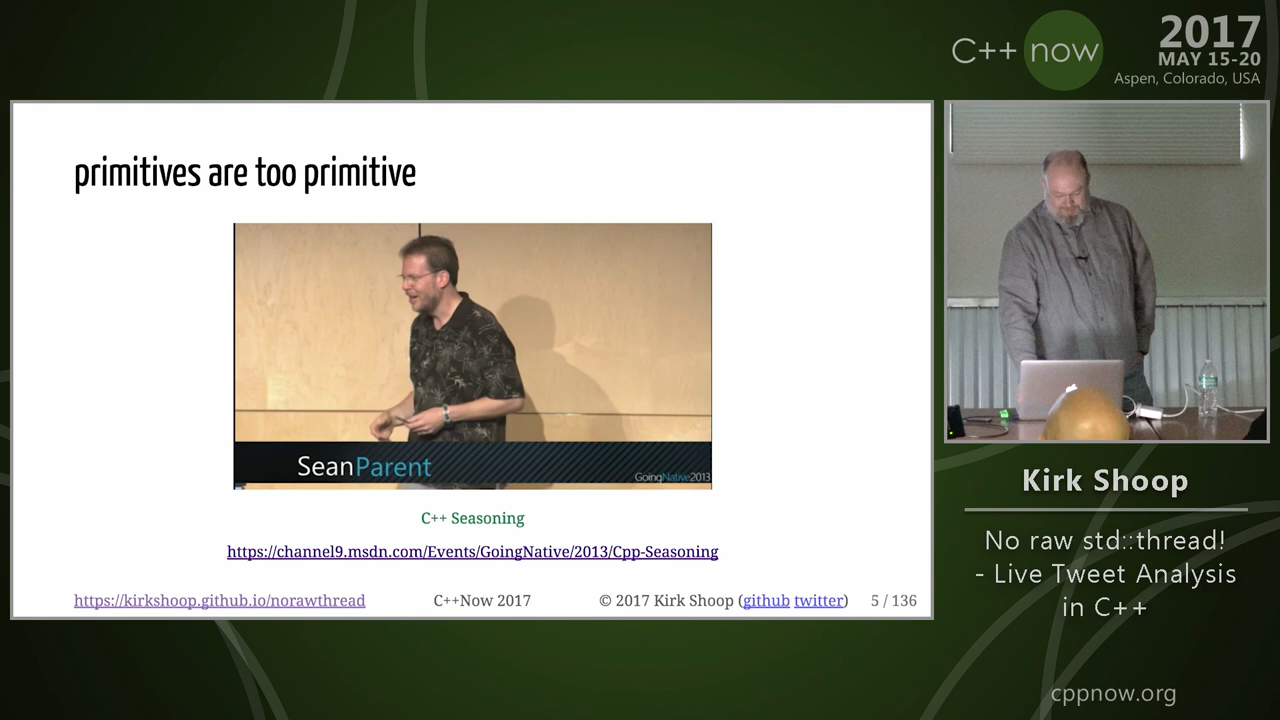 C++ now
2017
MAY 15-20
Aspen, Colorado, USA
primitives are too primitive
SeanParent
GoingNative2013
C++ Seasoning
https://channel9.msdn.com/Events/GoingNative/2013/Cpp-Seasoning
https://kirkshoop.github.io/norawthread C++Now 2017 © 2017 Kirk Shoop (github twitter) 5 / 136
Kirk Shoop
No raw std::thread!
- Live Tweet Analysis
in C++
cppnow.org